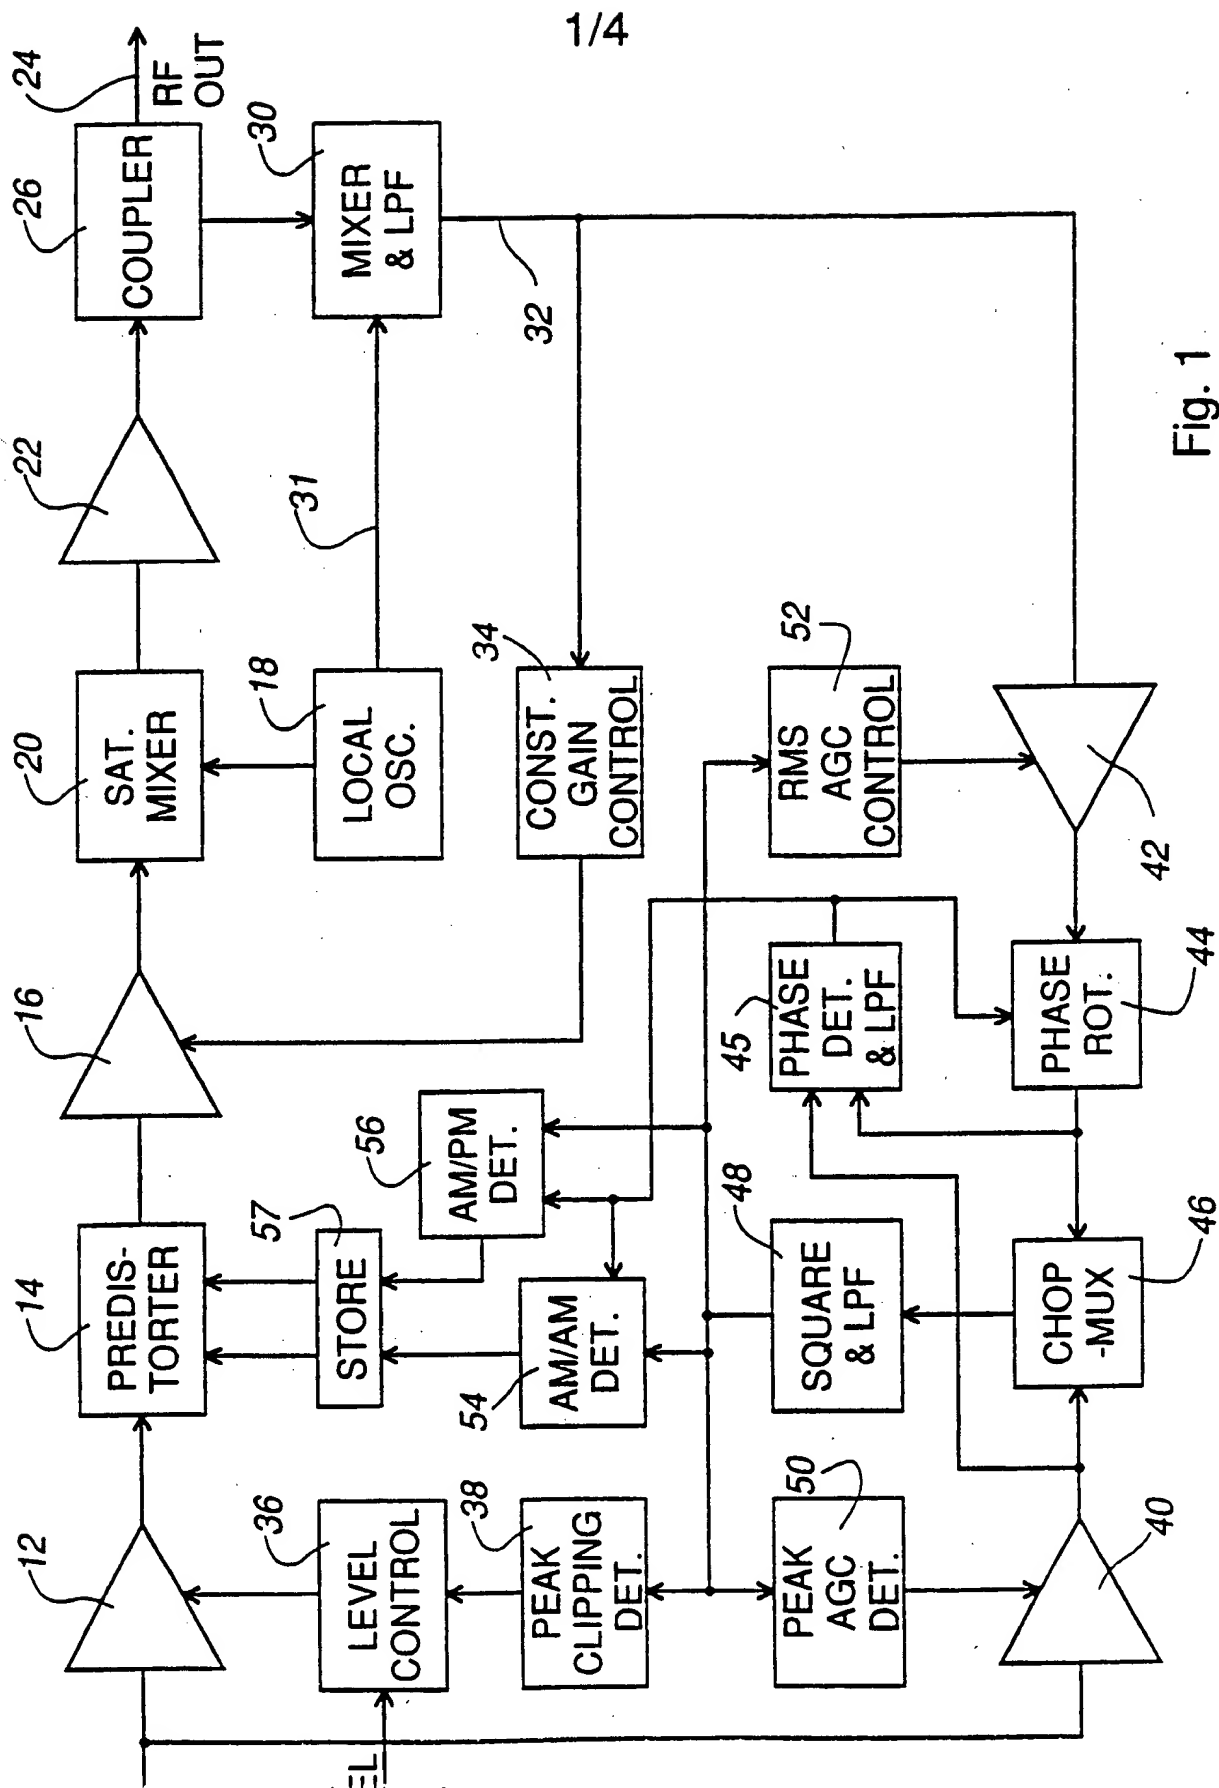 1/4
24
RF
OUT
26
COUPLER
30
MIXER
& LPF
32
22
31
20
SAT.
MIXER
18
LOCAL
OSC.
34
CONST.
GAIN
CONTROL
52
RMS
AGC
CONTROL
42
16
45
PHASE
DET.
& LPF
44
PHASE
ROT.
56
AM/PM
DET.
14
PREDIS-
TORTER
57
STORE
54
AM/AM
DET.
48
SQUARE
& LPF
46
CHOP
-MUX
12
36
LEVEL
CONTROL
38
PEAK
CLIPPING
DET.
50
PEAK
AGC
DET.
40
EL
Fig. 1